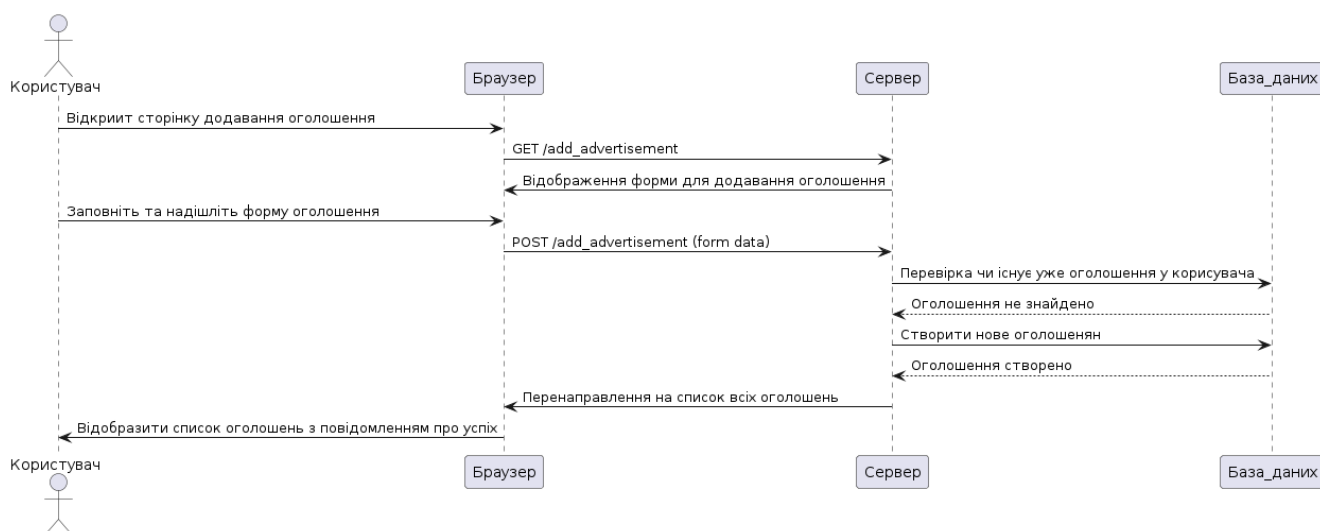 Користувач
Браузер
Сервер
База_даних
Відкриит сторінку додавання оголошення
GET /add_advertisement
Відображення форми для додавання оголошення
Заповніть та надішліть форму оголошення
POST /add_advertisement (form data)
Перевірка чи існує уже оголошення у корисувача
Оголошення не знайдено
Створити нове оголошенян
Оголошення створено
Перенаправлення на список всіх оголошень
Відобразити список оголошень з повідомленням про успіх
Користувач
Браузер
Сервер
База_даних